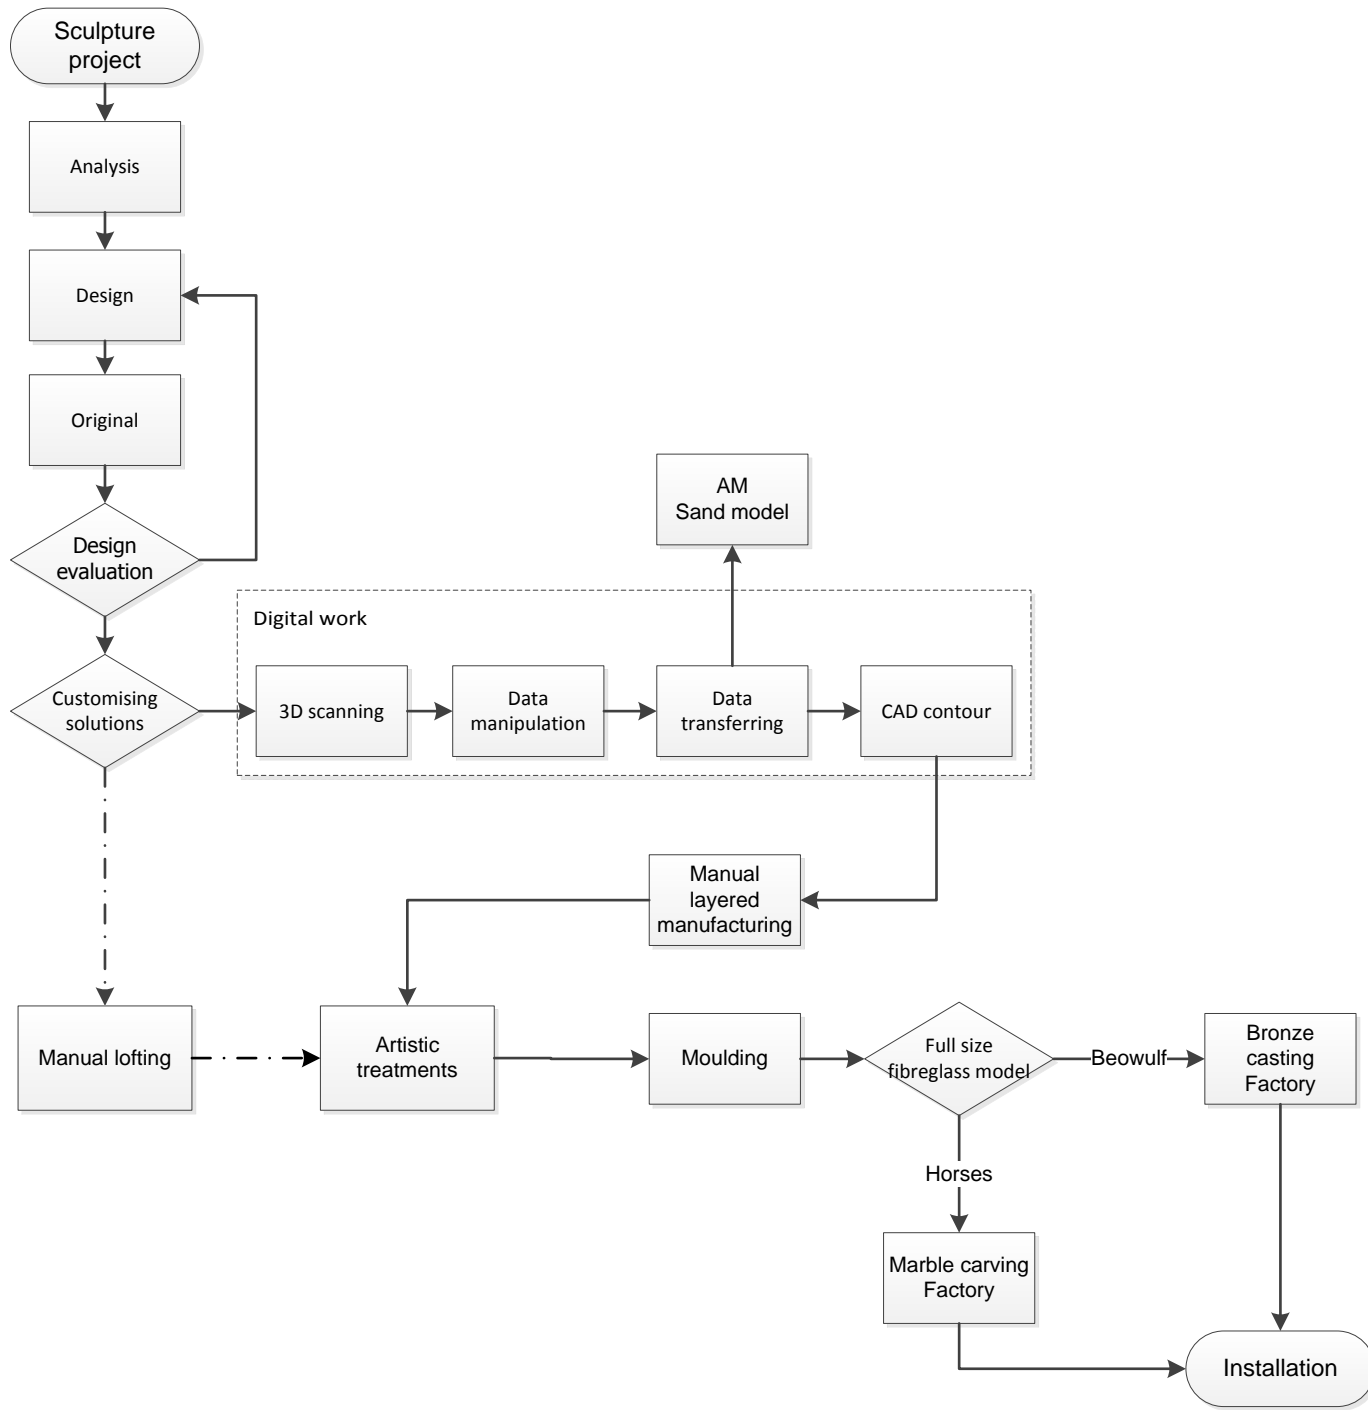 Sculpture
project
Analysis
Design
Original
Design
evaluation
AM
Sand model
Digital work
Customising
solutions
3D scanning
Data
manipulation
Data
transferring
CAD contour
Manual
layered
manufacturing
Manual lofting
Artistic
treatments
Moulding
Full size
fibreglass model
Beowulf
Bronze
casting
Factory
Horses
Marble carving
Factory
Installation